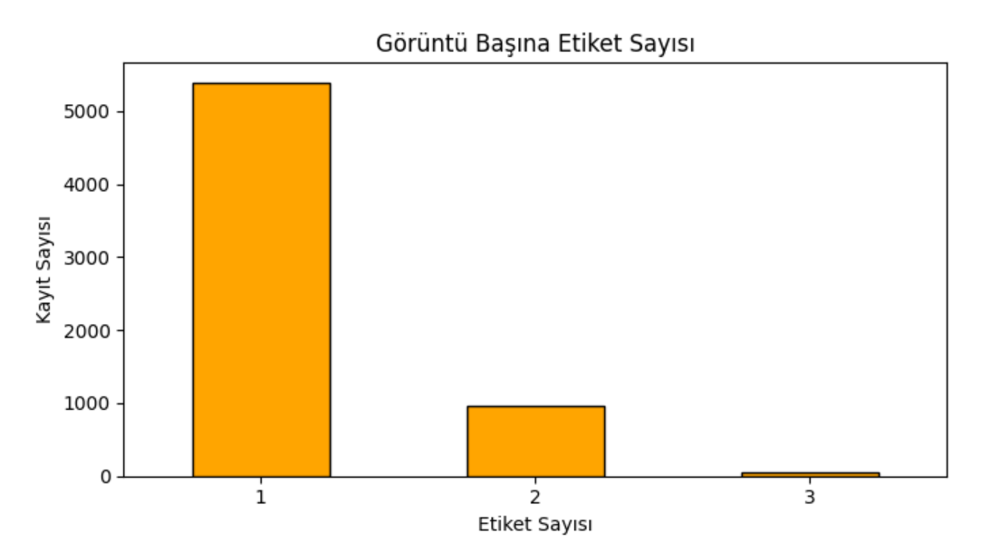 Görüntü Başına Etiket Sayısı
Kayıt Sayısı
5000
4000
3000
2000
1000
0
1 2 3
Etiket Sayısı